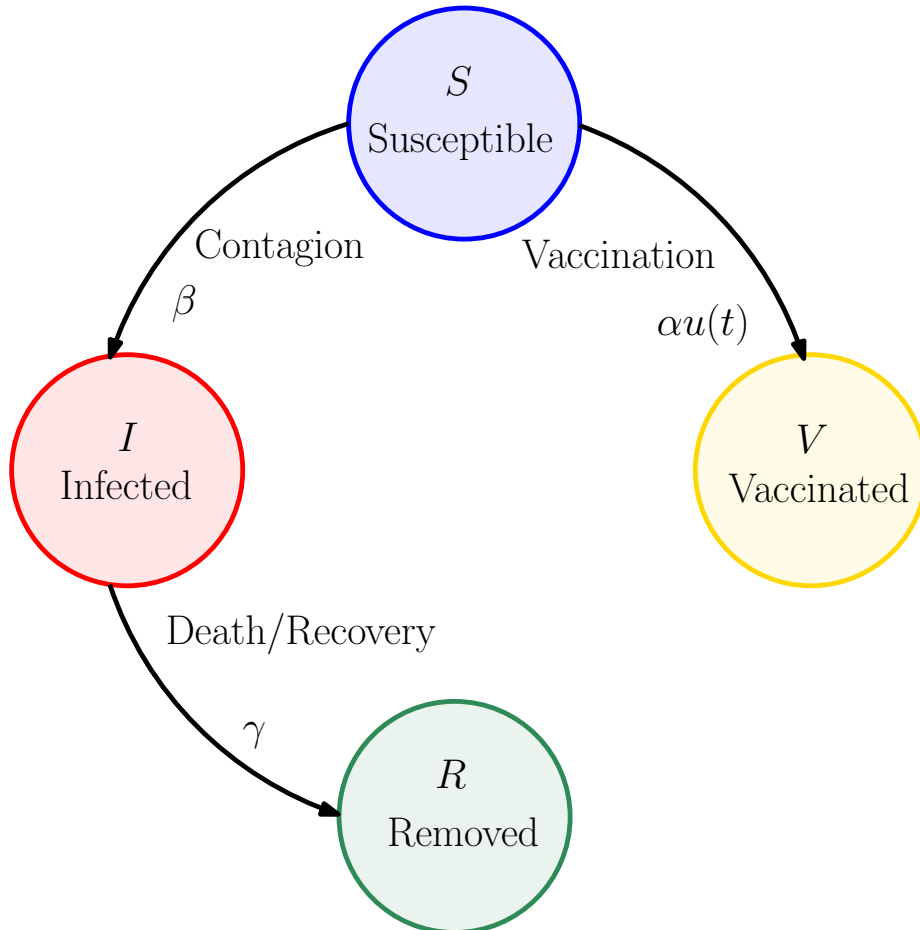 S
Susceptible
Contagion
β
Vaccination
αu(t)
I
Infected
V
Vaccinated
Death/Recovery
γ
R
Removed